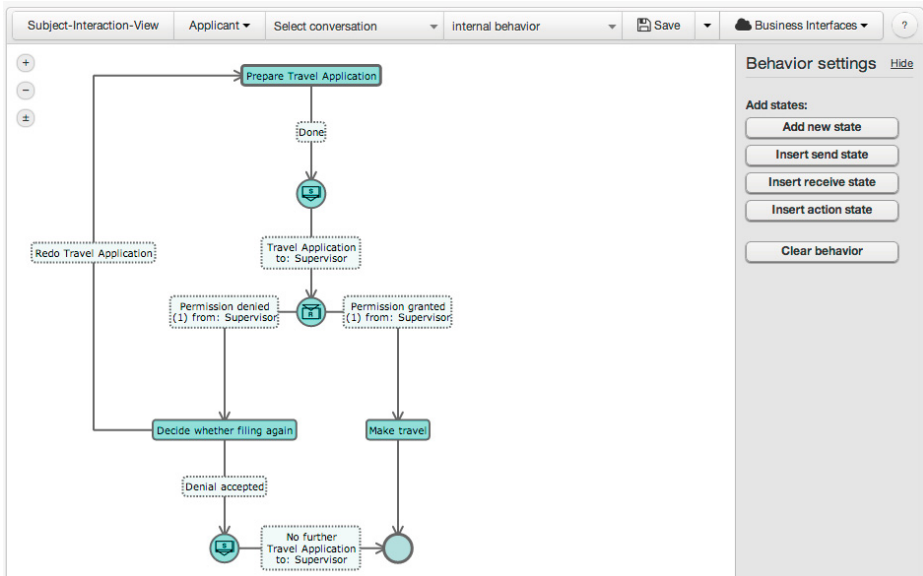 Subject-Interaction-View
Applicant
Select conversation
internal behavior
Save
Business Interfaces
?
Behavior settings
Hide
+
−
±
Add states:
Add new state
Insert send state
Insert receive state
Insert action state
Clear behavior
Prepare Travel Application
Done
S
Travel Application
to: Supervisor
Redo Travel Application
Permission denied
(1) from: Supervisor
R
Permission granted
(1) from: Supervisor
Decide whether filing again
Make travel
Denial accepted
S
No further
Travel Application
to: Supervisor